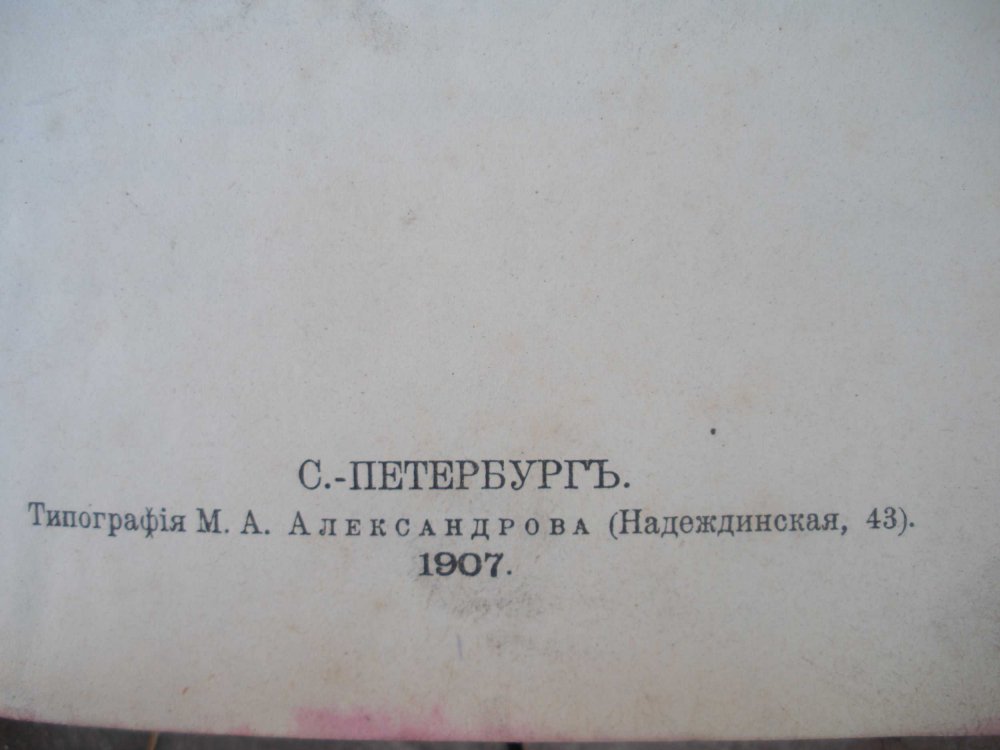 С.-ПЕТЕРБУРГЪ.
Типографія М. А. Александрова (Надеждинская, 43).
1907.